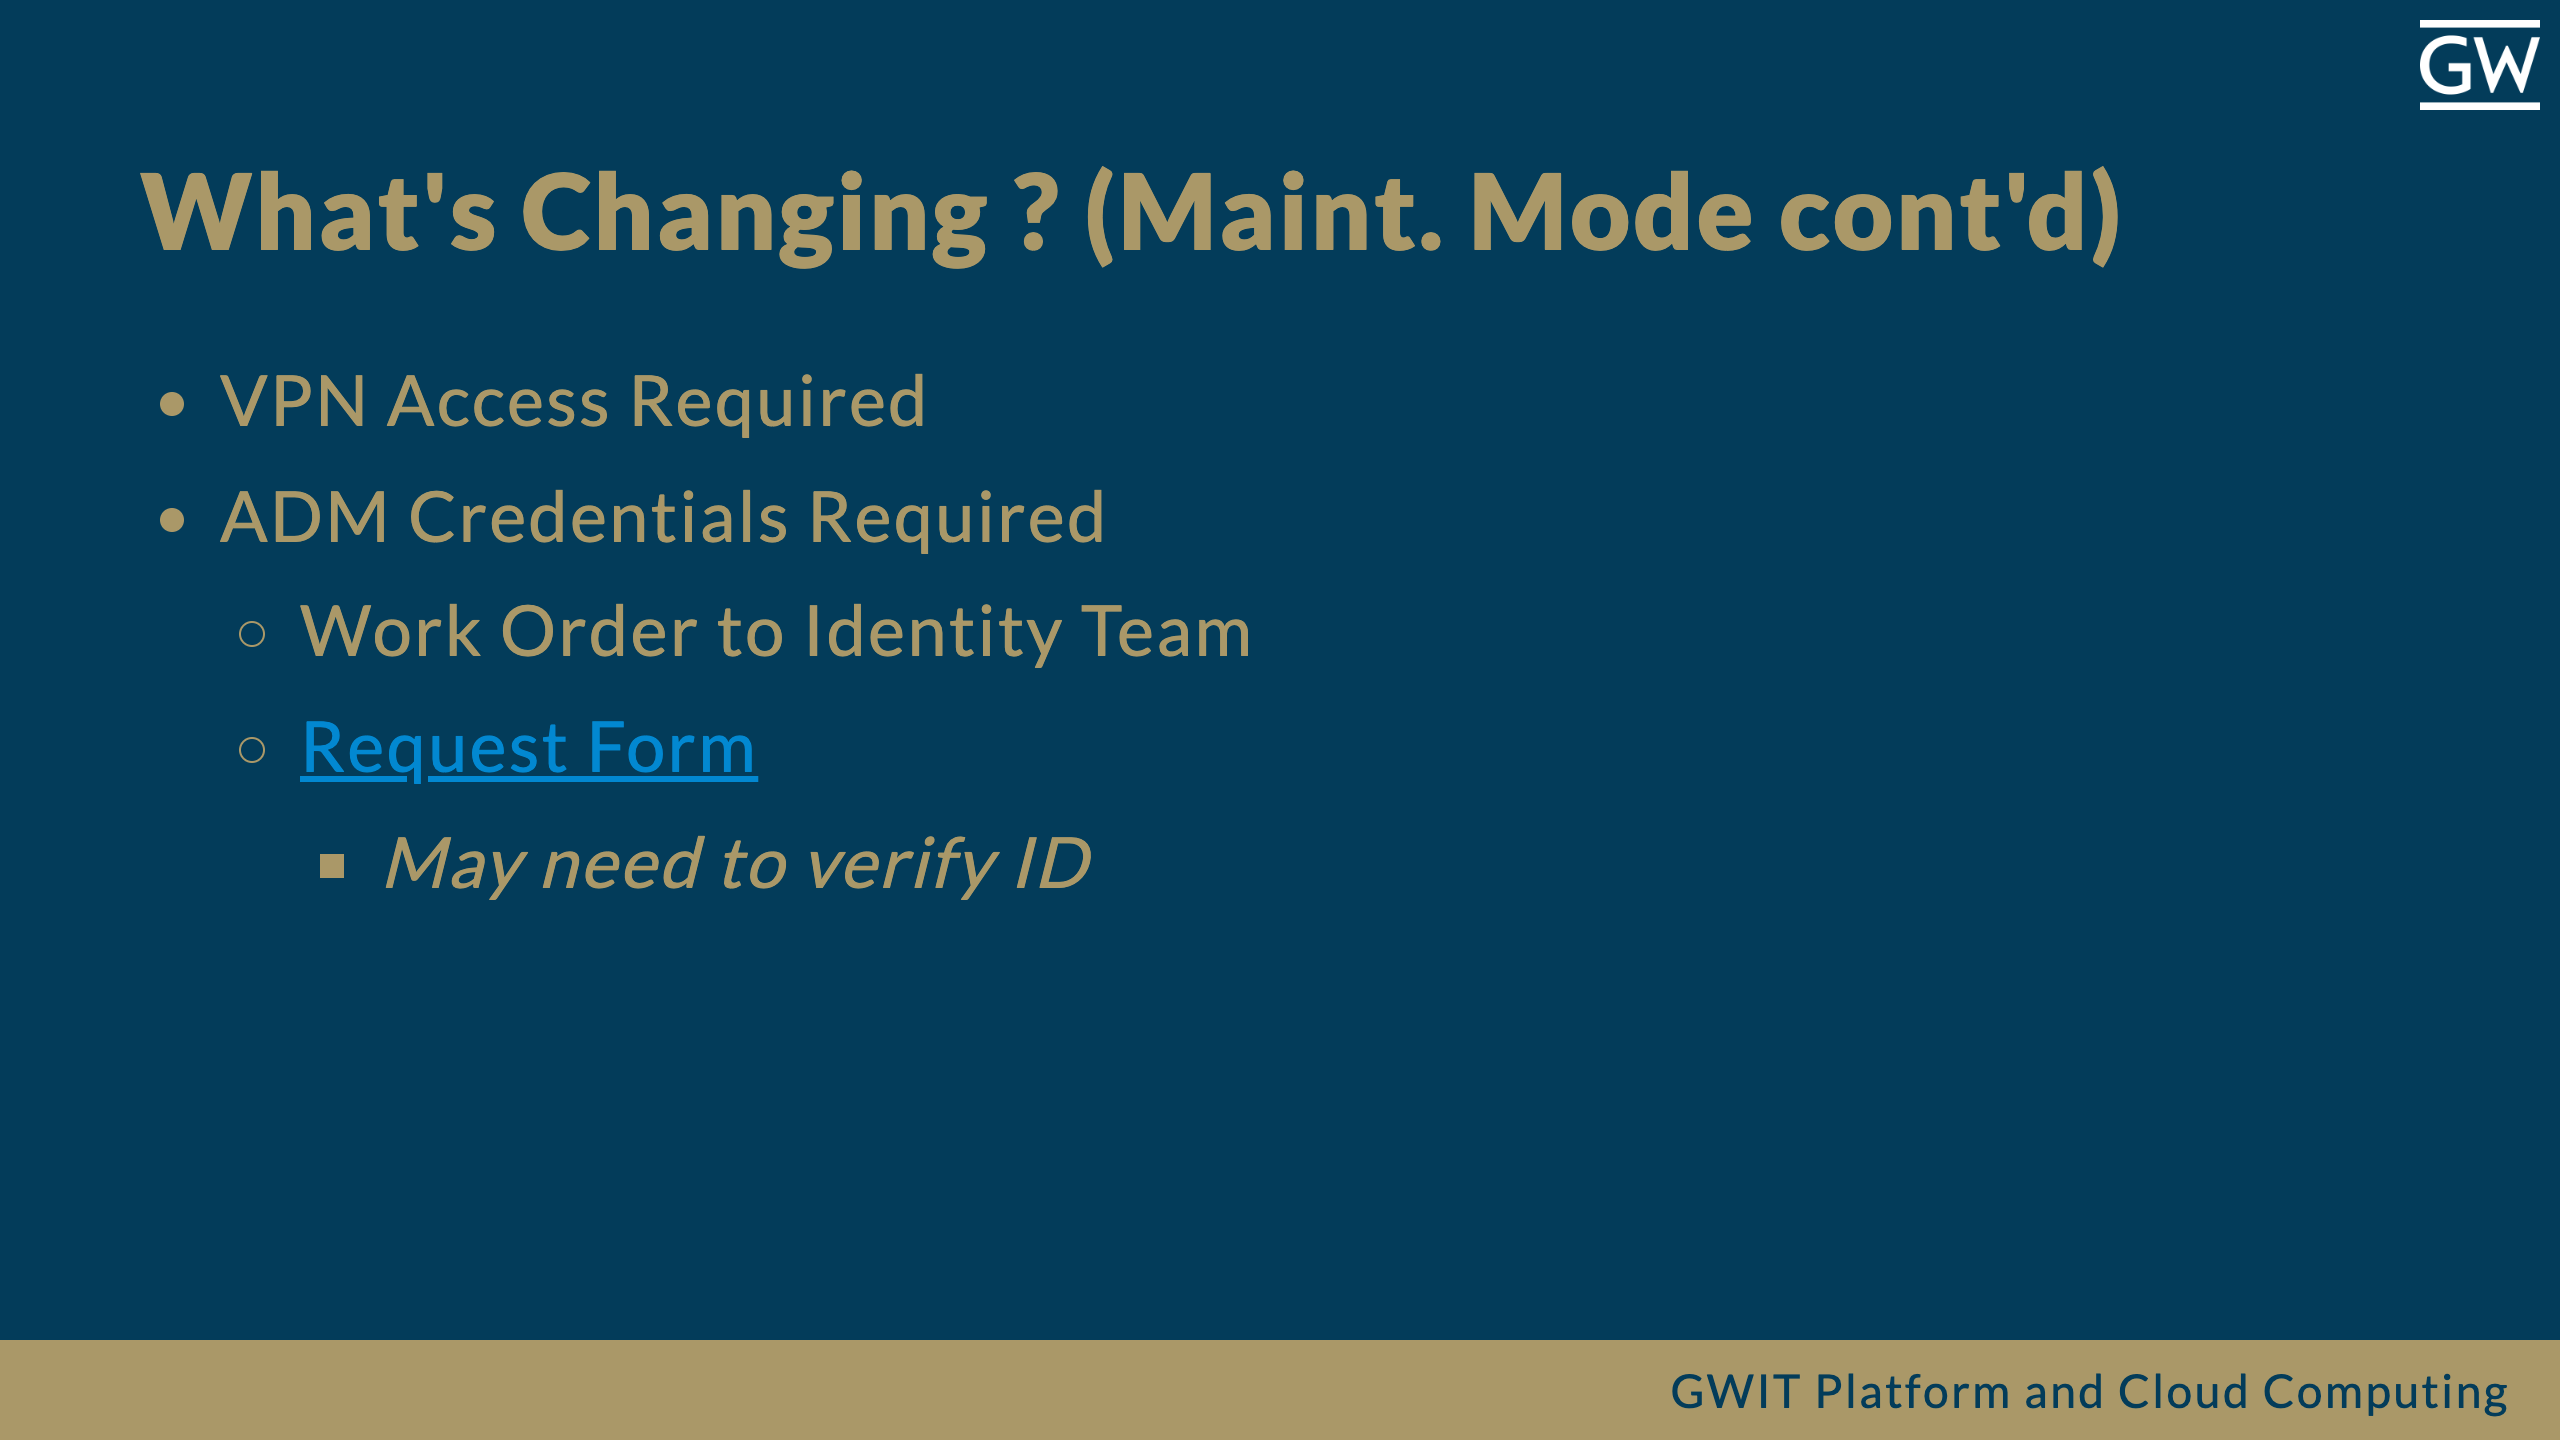 GW
What's Changing ? (Maint. Mode cont'd)
VPN Access Required
ADM Credentials Required
Work Order to Identity Team
Request Form
May need to verify ID
GWIT Platform and Cloud Computing